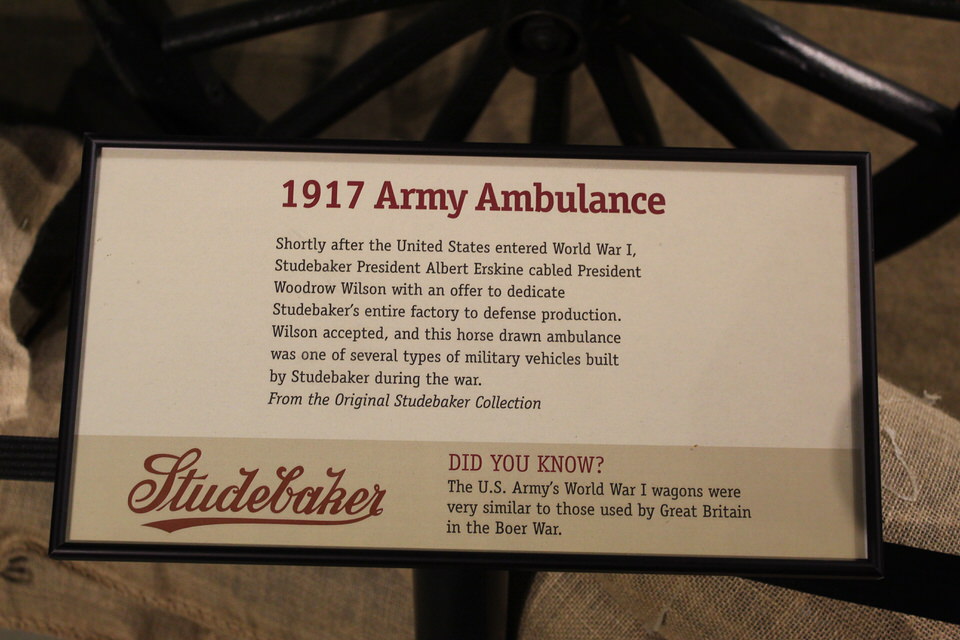 1917 Army Ambulance
Shortly after the United States entered World War I,
Studebaker President Albert Erskine cabled President
Woodrow Wilson with an offer to dedicate
Studebaker's entire factory to defense production.
Wilson accepted, and this horse drawn ambulance
was one of several types of military vehicles built
by Studebaker during the war.
From the Original Studebaker Collection
Studebaker
DID YOU KNOW?
The U.S. Army's World War I wagons were
very similar to those used by Great Britain
in the Boer War.